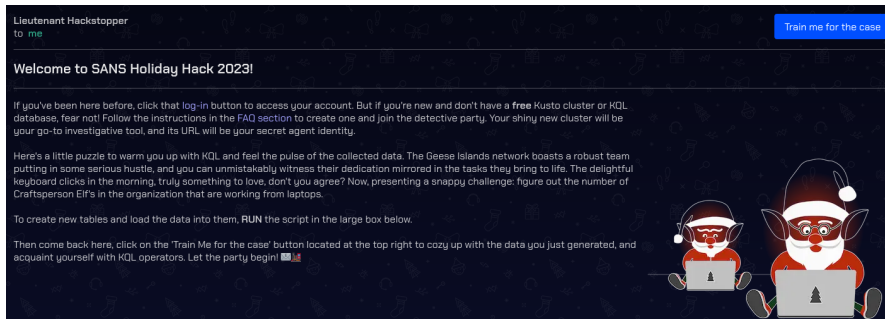 Lieutenant Hackstopper
to me
Train me for the case
Welcome to SANS Holiday Hack 2023!
If you've been here before, click that log-in button to access your account. But if you're new and don't have a free Kusto cluster or KQL
database, fear not! Follow the instructions in the FAQ section to create one and join the detective party. Your shiny new cluster will be
your go-to investigative tool, and its URL will be your secret agent identity.
Here's a little puzzle to warm you up with KQL and feel the pulse of the collected data. The Geese Islands network boasts a robust team
putting in some serious hustle, and you can unmistakably witness their dedication mirrored in the tasks they bring to life. The delightful
keyboard clicks in the morning, truly something to love, don't you agree? Now, presenting a snappy challenge: figure out the number of
Craftsperson Elf's in the organization that are working from laptops.
To create new tables and load the data into them, RUN the script in the large box below.
Then come back here, click on the 'Train Me for the case' button located at the top right to cozy up with the data you just generated, and
acquaint yourself with KQL operators. Let the party begin!